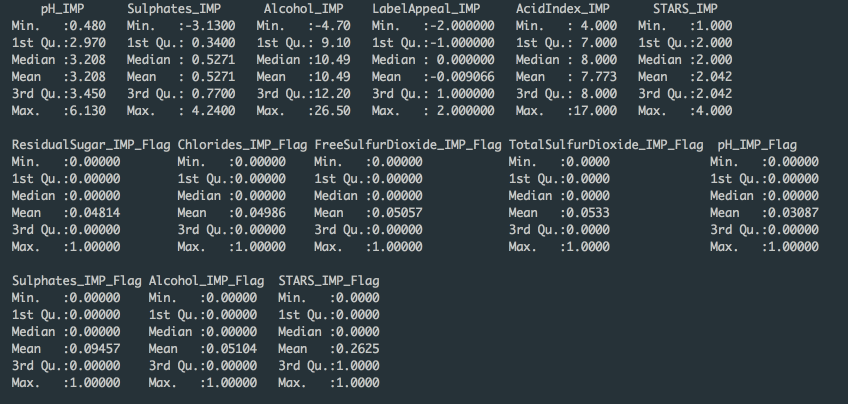 pH_IMP Sulphates_IMP Alcohol_IMP LabelAppeal_IMP AcidIndex_IMP STARS_IMP
Min. :0.480 Min. :-3.1300 Min. :-4.70 Min. :-2.000000 Min. : 4.000 Min. :1.000
1st Qu.:2.970 1st Qu.: 0.3400 1st Qu.: 9.10 1st Qu.:-1.000000 1st Qu.: 7.000 1st Qu.:2.000
Median :3.208 Median : 0.5271 Median :10.49 Median : 0.000000 Median : 8.000 Median :2.000
Mean :3.208 Mean : 0.5271 Mean :10.49 Mean :-0.009066 Mean : 7.773 Mean :2.042
3rd Qu.:3.450 3rd Qu.: 0.7700 3rd Qu.:12.20 3rd Qu.: 1.000000 3rd Qu.: 8.000 3rd Qu.:2.042
Max. :6.130 Max. : 4.2400 Max. :26.50 Max. : 2.000000 Max. :17.000 Max. :4.000
ResidualSugar_IMP_Flag Chlorides_IMP_Flag FreeSulfurDioxide_IMP_Flag TotalSulfurDioxide_IMP_Flag pH_IMP_Flag
Min. :0.00000 Min. :0.00000 Min. :0.00000 Min. :0.0000 Min. :0.00000
1st Qu.:0.00000 1st Qu.:0.00000 1st Qu.:0.00000 1st Qu.:0.0000 1st Qu.:0.00000
Median :0.00000 Median :0.00000 Median :0.00000 Median :0.0000 Median :0.00000
Mean :0.04814 Mean :0.04986 Mean :0.05057 Mean :0.0533 Mean :0.03087
3rd Qu.:0.00000 3rd Qu.:0.00000 3rd Qu.:0.00000 3rd Qu.:0.0000 3rd Qu.:0.00000
Max. :1.00000 Max. :1.00000 Max. :1.00000 Max. :1.0000 Max. :1.00000
Sulphates_IMP_Flag Alcohol_IMP_Flag STARS_IMP_Flag
Min. :0.00000 Min. :0.00000 Min. :0.0000
1st Qu.:0.00000 1st Qu.:0.00000 1st Qu.:0.0000
Median :0.00000 Median :0.00000 Median :0.0000
Mean :0.09457 Mean :0.05104 Mean :0.2625
3rd Qu.:0.00000 3rd Qu.:0.00000 3rd Qu.:1.0000
Max. :1.00000 Max. :1.00000 Max. :1.0000